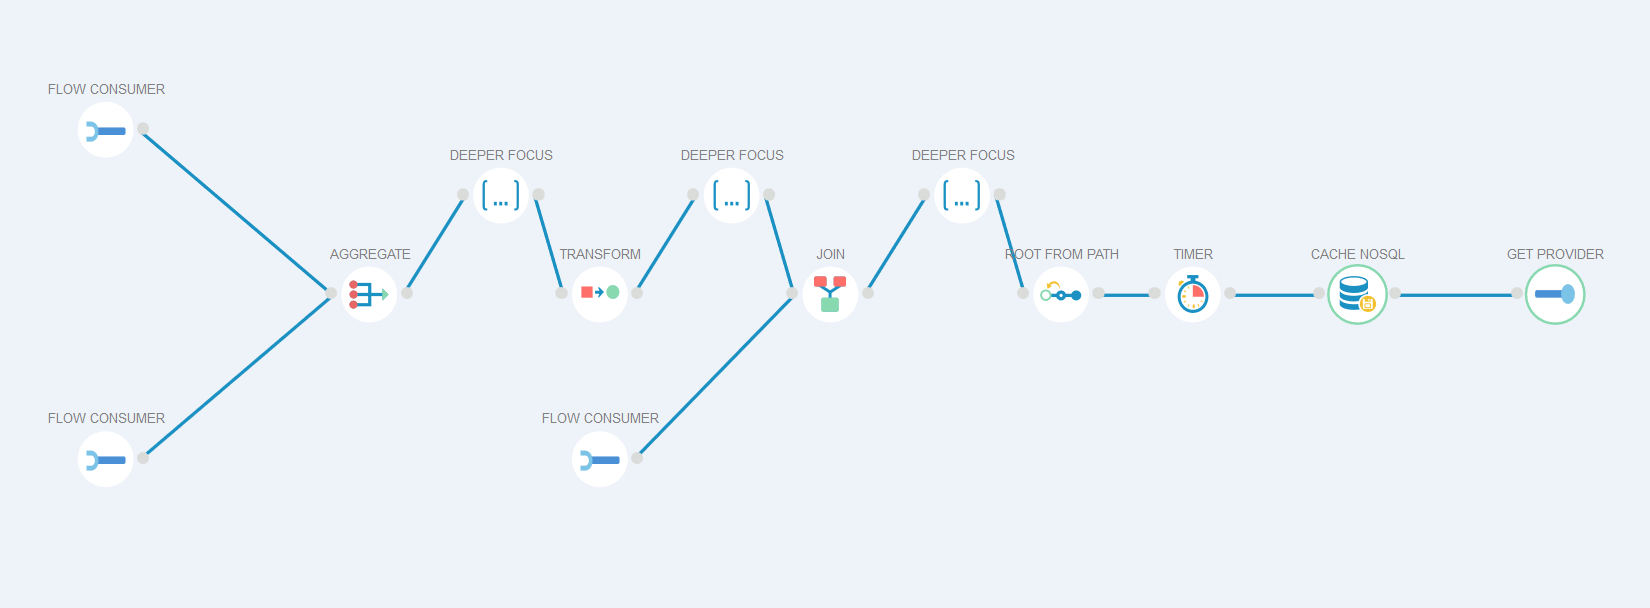 FLOW CONSUMER
DEEPER FOCUS
DEEPER FOCUS
DEEPER FOCUS
AGGREGATE
TRANSFORM
JOIN
ROOT FROM PATH
TIMER
CACHE NOSQL
GET PROVIDER
FLOW CONSUMER
FLOW CONSUMER